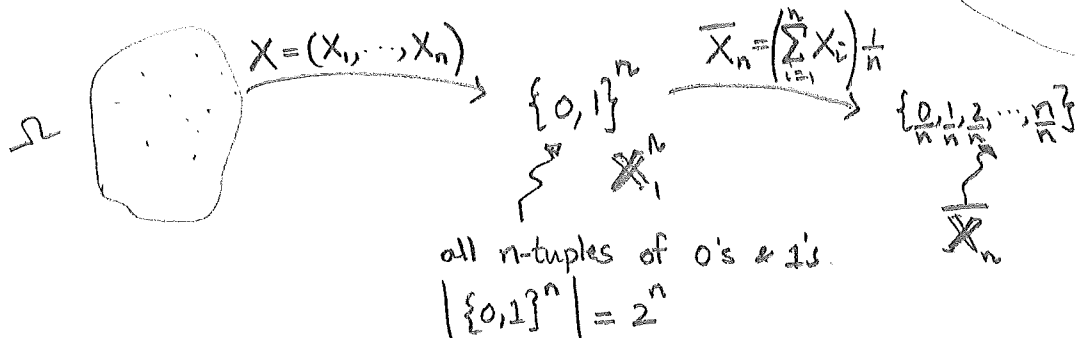 Ω X = (X₁, ..., Xₙ) {0,1}ⁿ X̄ₙ = (∑ᵢ₌₁ⁿ Xᵢ) 1/n {0/n, 1/n, 2/n, ..., n/n}
𝕏₁ⁿ 𝕏̄ₙ
all n-tuples of 0's & 1's.
|{0,1}ⁿ| = 2ⁿ